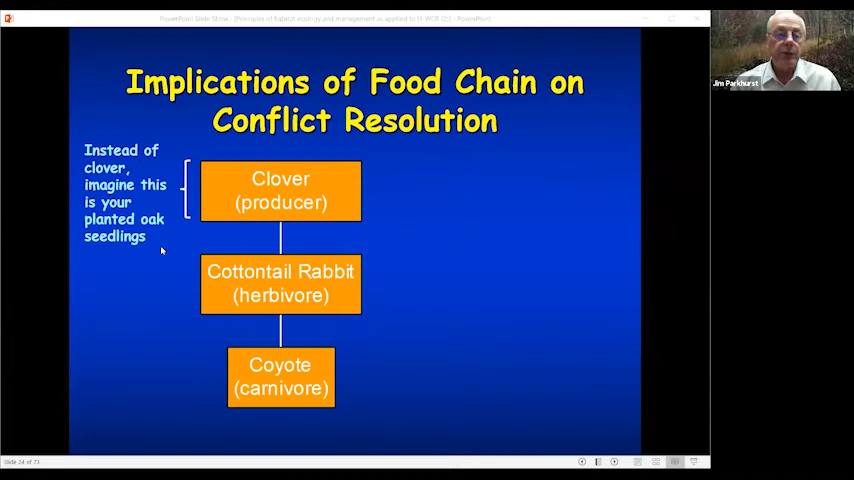 PowerPoint Slide Show - [Principles of habitat ecology and management as applied to H-WCR (2)] - PowerPoint
Jim Parkhurst
Implications of Food Chain on
Conflict Resolution
Instead of
clover,
imagine this
is your
planted oak
seedlings
Clover
(producer)
Cottontail Rabbit
(herbivore)
Coyote
(carnivore)
Slide 24 of 73